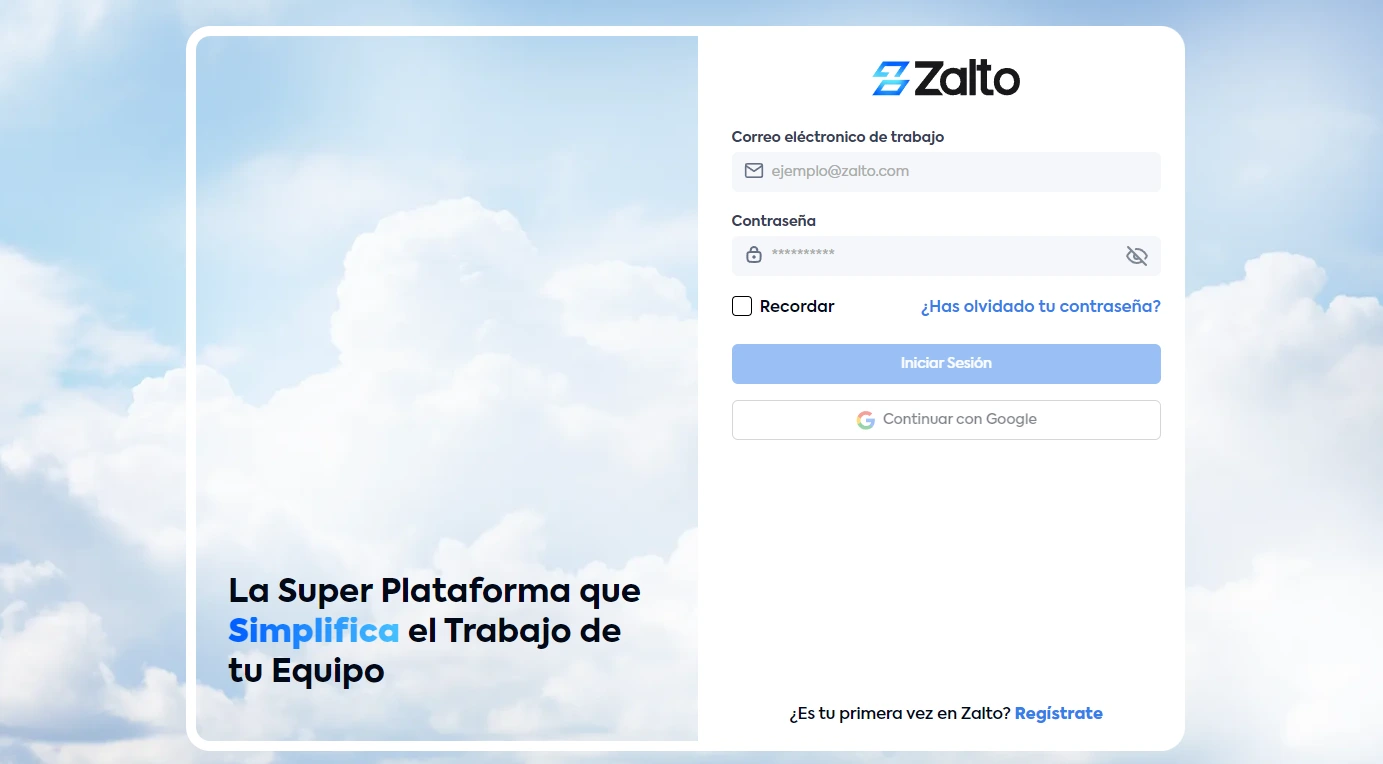 La Super Plataforma que
Simplifica el Trabajo de
tu Equipo
Zalto
Correo eléctronico de trabajo
ejemplo@zalto.com
Contraseña
**********
Recordar
¿Has olvidado tu contraseña?
Iniciar Sesión
Continuar con Google
¿Es tu primera vez en Zalto? Regístrate